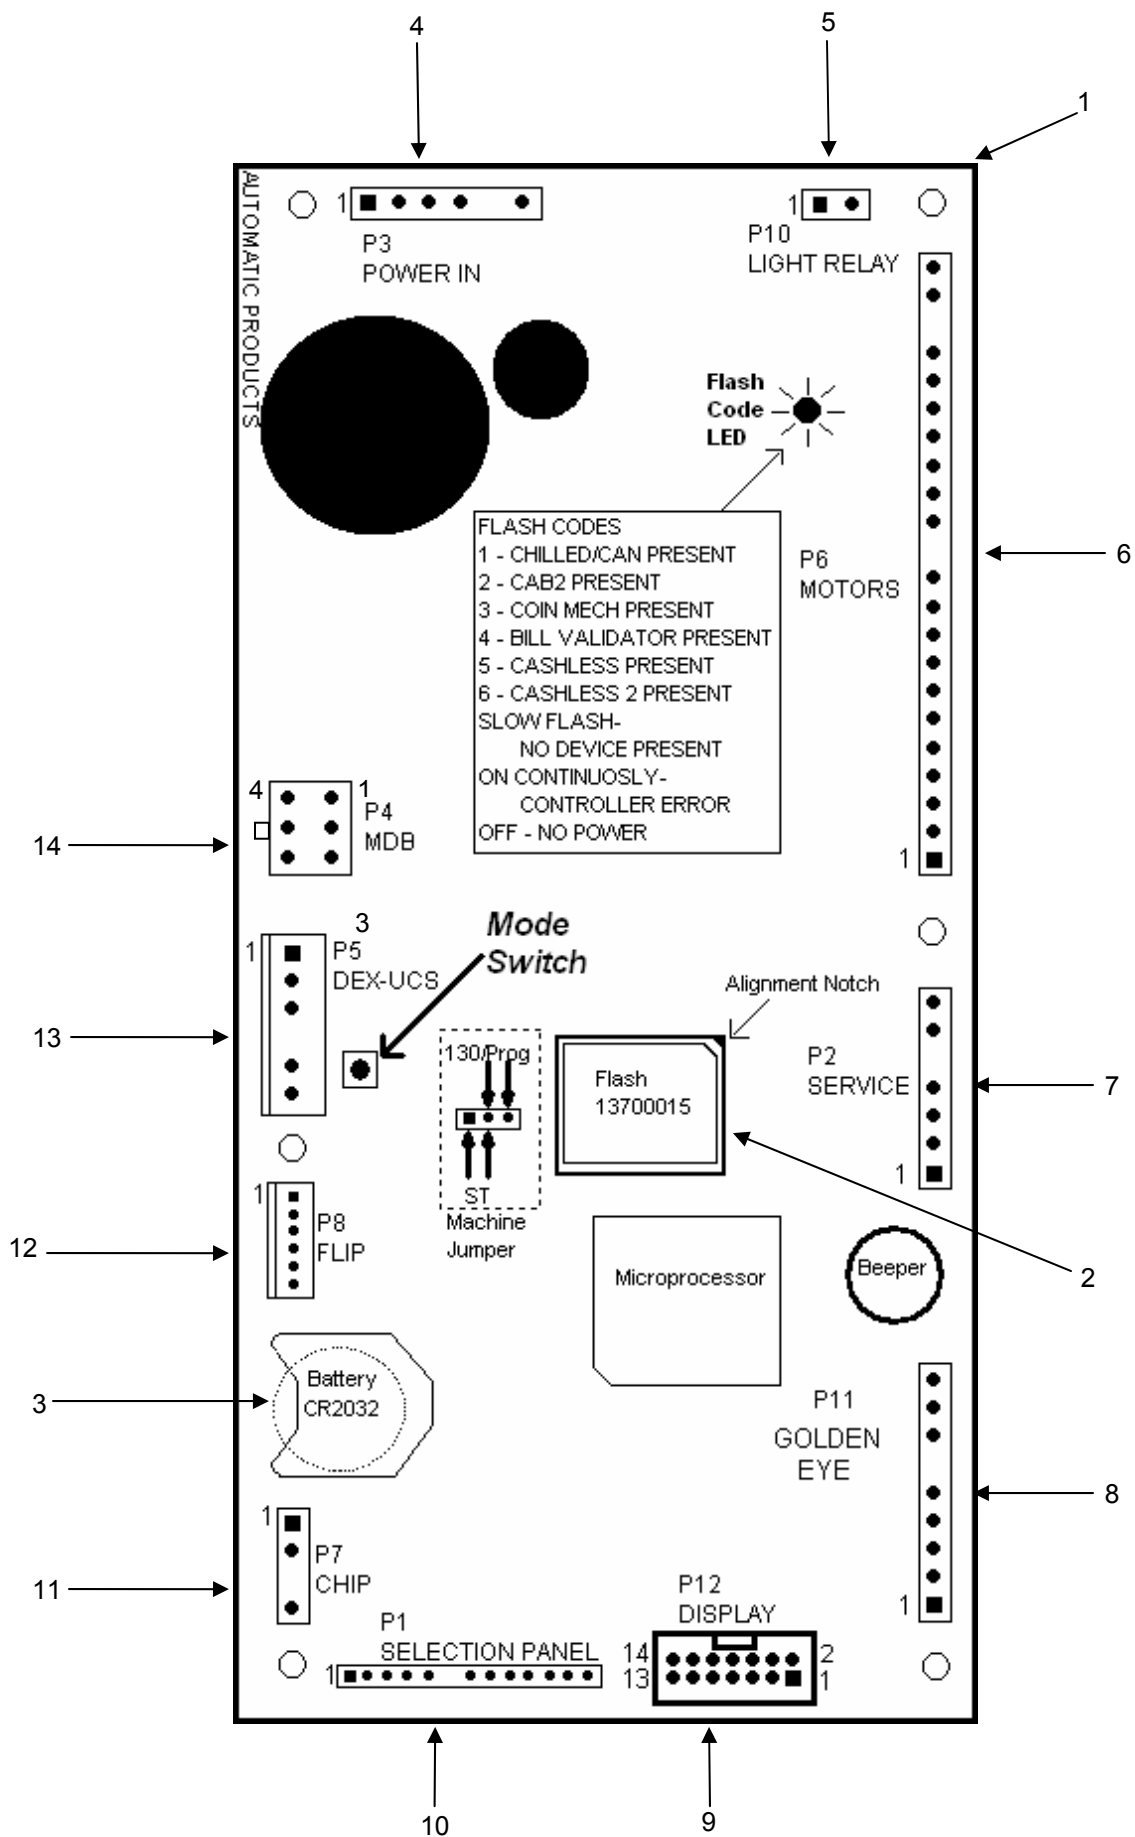 4
5
1
AUTOMATIC PRODUCTS
1
P3
POWER IN
1
P10
LIGHT RELAY
Flash
Code
LED
FLASH CODES
1 - CHILLED/CAN PRESENT
2 - CAB2 PRESENT
3 - COIN MECH PRESENT
4 - BILL VALIDATOR PRESENT
5 - CASHLESS PRESENT
6 - CASHLESS 2 PRESENT
SLOW FLASH-
NO DEVICE PRESENT
ON CONTINUOSLY-
CONTROLLER ERROR
OFF - NO POWER
P6
MOTORS
1
6
4
1
P4
MDB
14
3
1
P5
DEX-UCS
13
Mode
Switch
130/Prog
ST
Machine
Jumper
Alignment Notch
Flash
13700015
P2
SERVICE
1
7
2
1
P8
FLIP
12
Microprocessor
Beeper
Battery
CR2032
3
P11
GOLDEN
EYE
1
8
1
P7
CHIP
11
P1
SELECTION PANEL
1
P12
DISPLAY
14
2
13
1
10
9